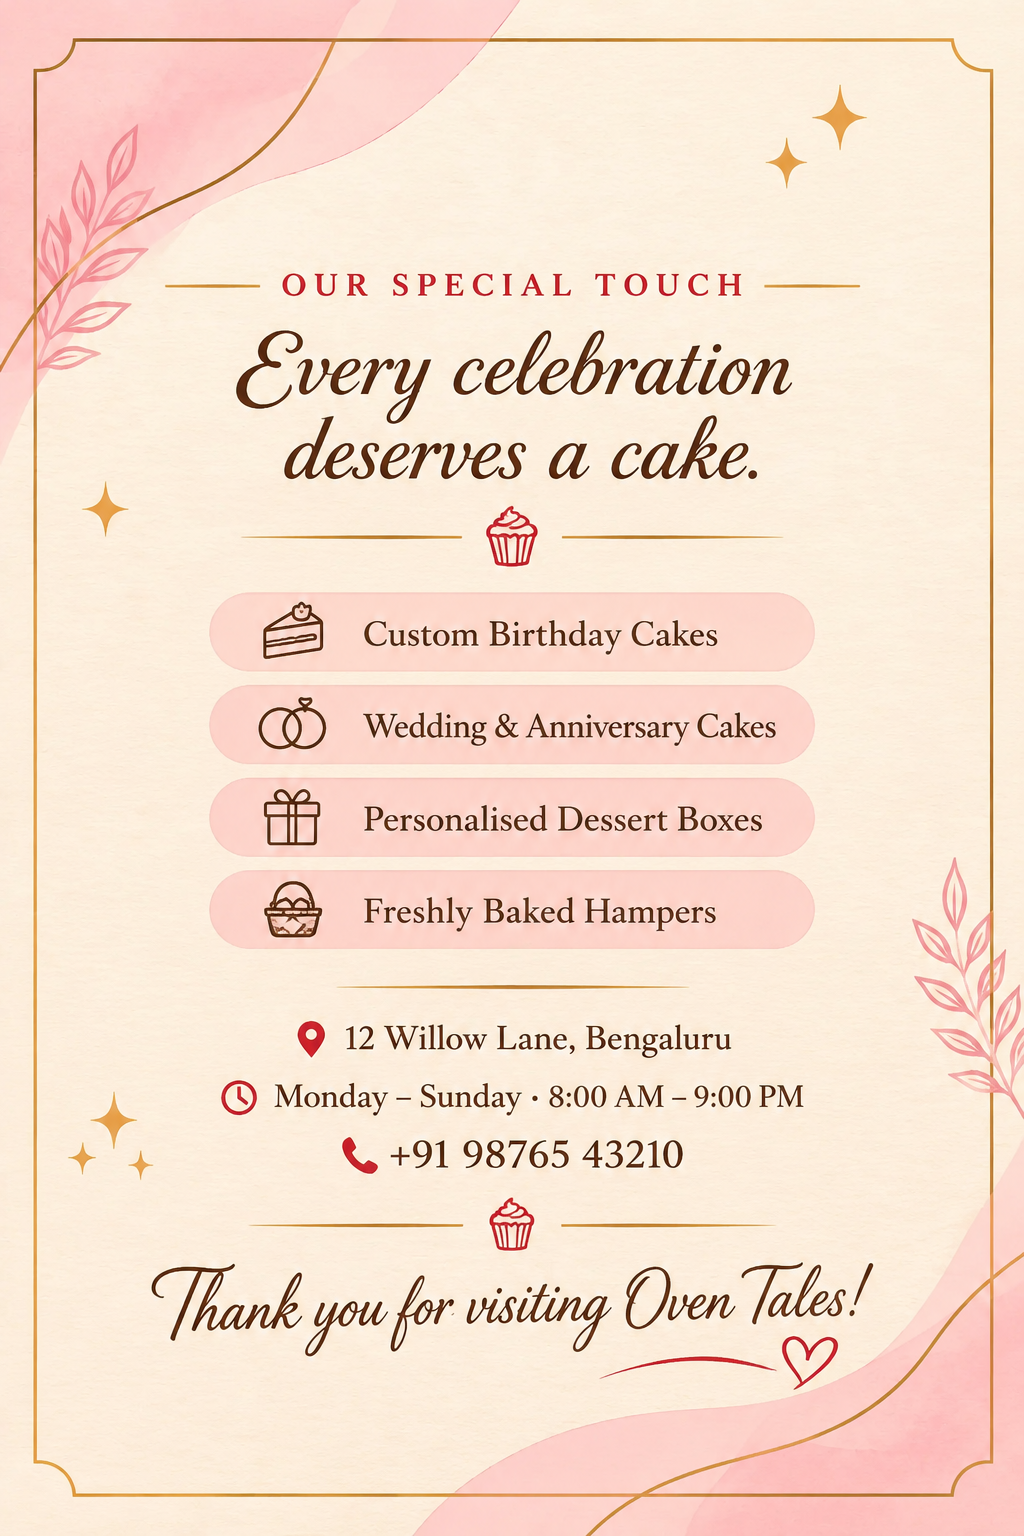 OUR SPECIAL TOUCH
Every celebration
deserves a cake.
Custom Birthday Cakes
Wedding & Anniversary Cakes
Personalised Dessert Boxes
Freshly Baked Hampers
12 Willow Lane, Bengaluru
Monday – Sunday · 8:00 AM – 9:00 PM
+91 98765 43210
Thank you for visiting Oven Tales!